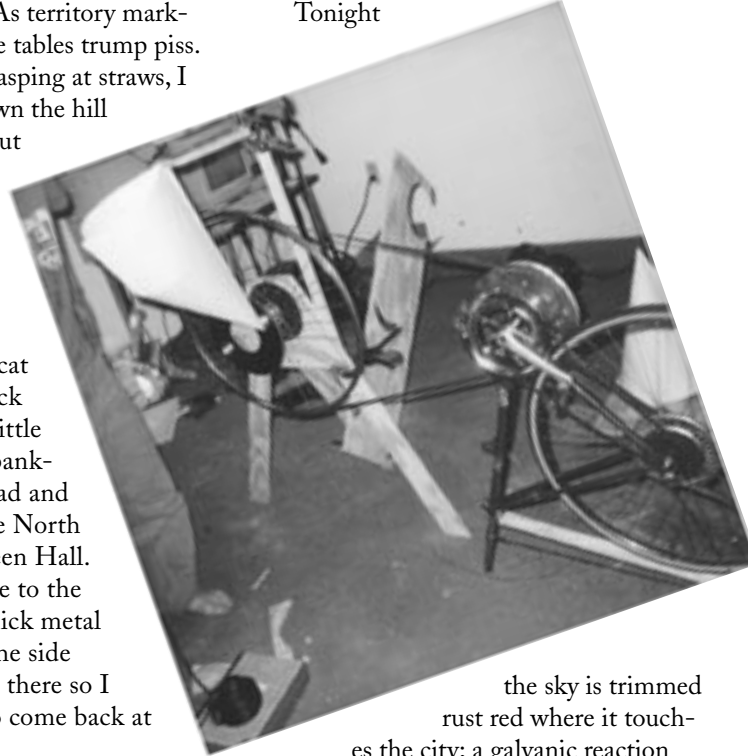 As territory mark-
e tables trump piss.
asping at straws, I
wn the hill
ut
cat
ck
ittle
bank-
ad and
e North
een Hall.
e to the
ick metal
he side
there so I
o come back at
Tonight
the sky is trimmed
rust red where it touch-
es the city: a galvanic reaction